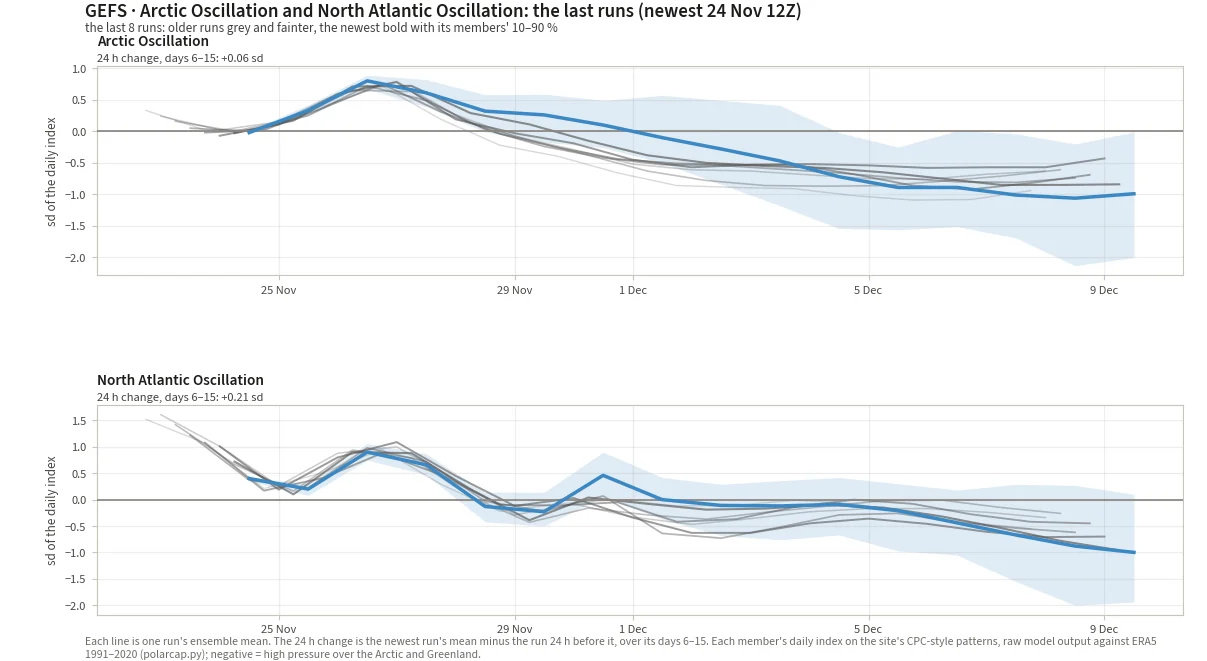 GEFS · Arctic Oscillation and North Atlantic Oscillation: the last runs (newest 24 Nov 12Z)
the last 8 runs: older runs grey and fainter, the newest bold with its members' 10–90 %
Arctic Oscillation
24 h change, days 6–15: +0.06 sd
1.0
0.5
0.0
−0.5
−1.0
−1.5
−2.0
sd of the daily index
25 Nov
29 Nov
1 Dec
5 Dec
9 Dec
North Atlantic Oscillation
24 h change, days 6–15: +0.21 sd
1.5
1.0
0.5
0.0
−0.5
−1.0
−1.5
−2.0
sd of the daily index
25 Nov
29 Nov
1 Dec
5 Dec
9 Dec
Each line is one run's ensemble mean. The 24 h change is the newest run's mean minus the run 24 h before it, over its days 6–15. Each member's daily index on the site's CPC-style patterns, raw model output against ERA5
1991–2020 (polarcap.py); negative = high pressure over the Arctic and Greenland.